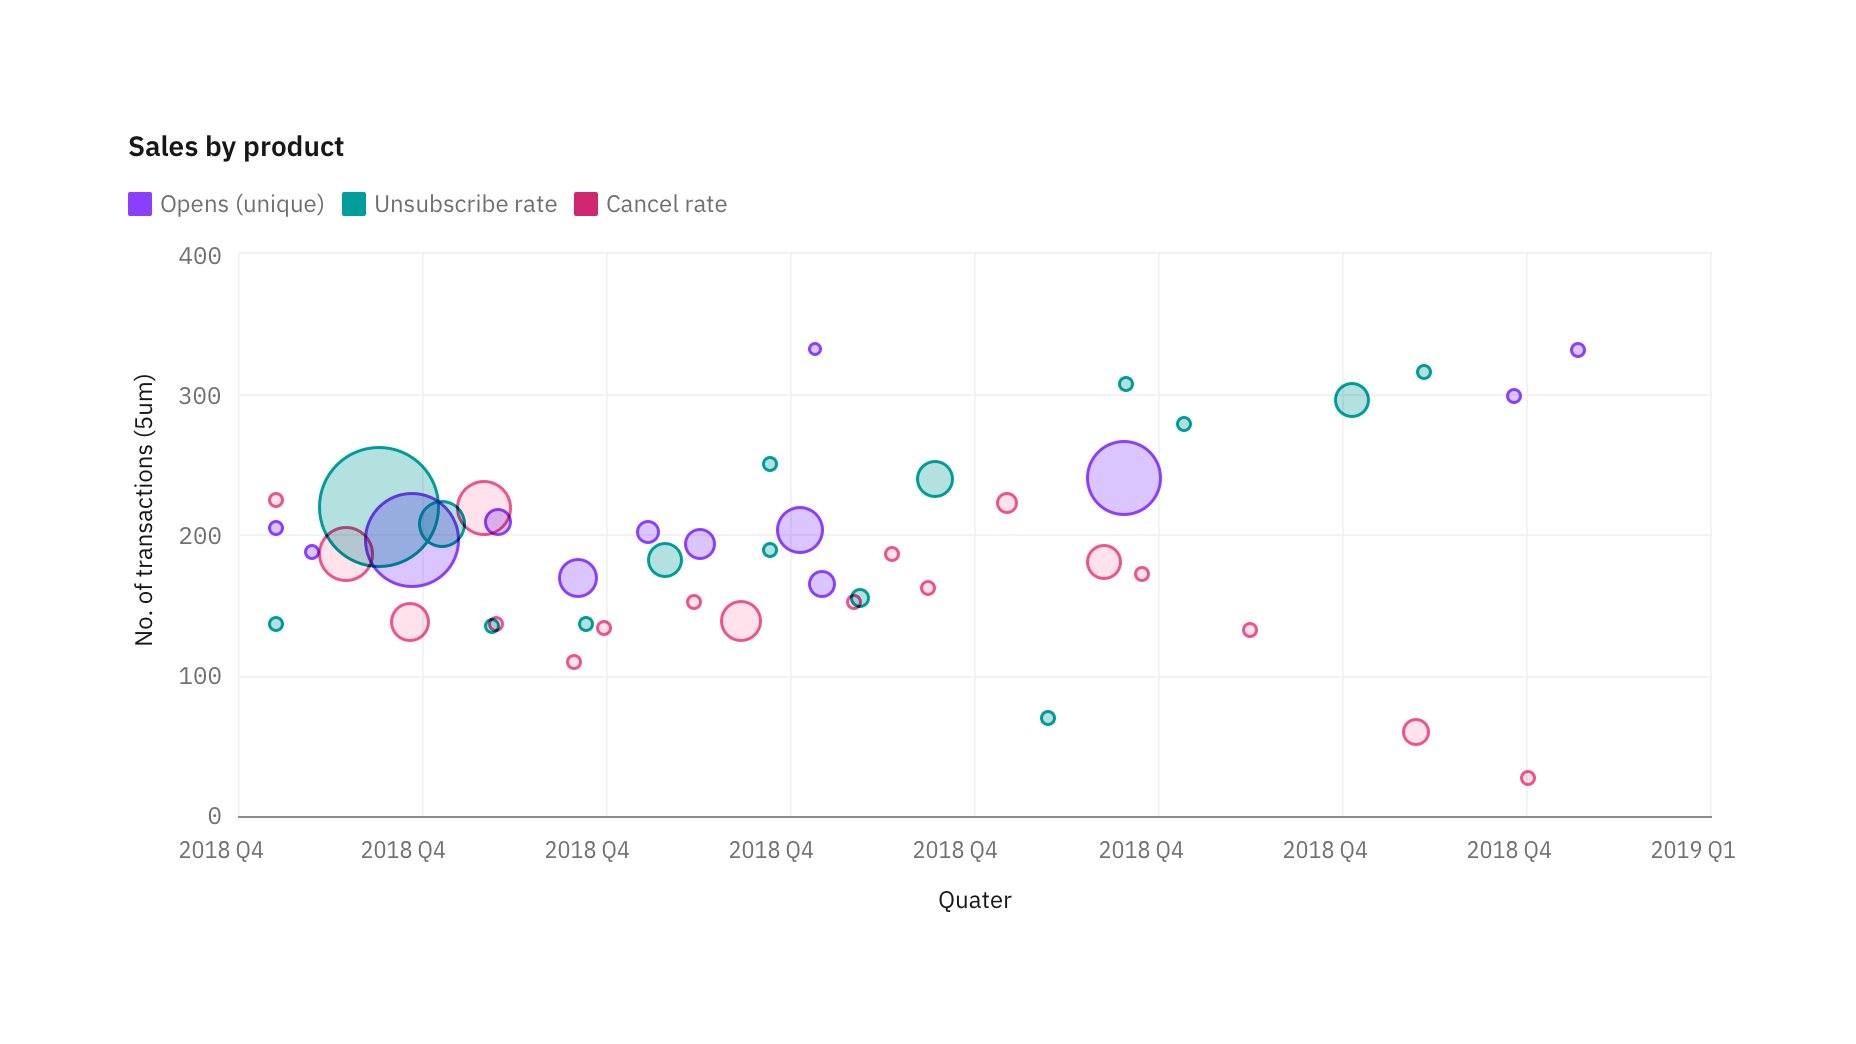 Sales by product
Opens (unique) Unsubscribe rate Cancel rate
400
300
200
100
0
No. of transactions (5um)
2018 Q4 2018 Q4 2018 Q4 2018 Q4 2018 Q4 2018 Q4 2018 Q4 2018 Q4 2019 Q1
Quater